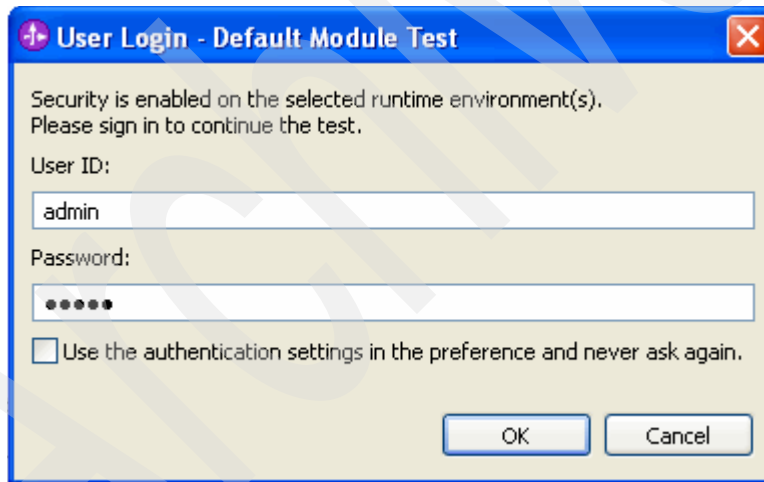 User Login - Default Module Test
Security is enabled on the selected runtime environment(s).
Please sign in to continue the test.
User ID:
admin
Password:
●●●●●
Use the authentication settings in the preference and never ask again.
OK Cancel